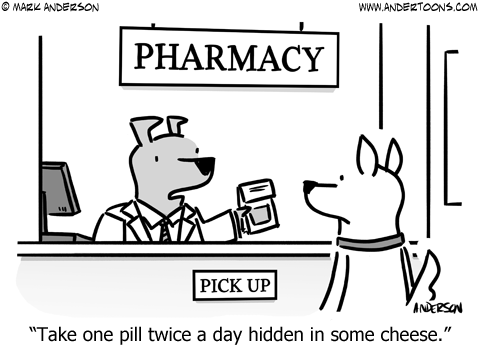 © MARK ANDERSON WWW.ANDERTOONS.COM
PHARMACY
PICK UP
ANDERSON
“Take one pill twice a day hidden in some cheese.”